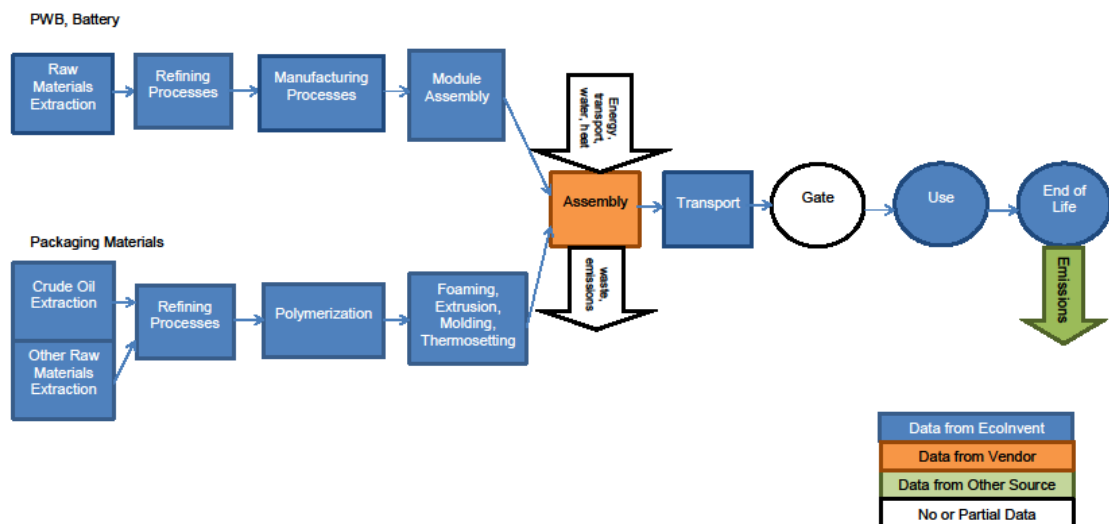 PWB, Battery
Raw
Materials
Extraction
Refining
Processes
Manufacturing
Processes
Module
Assembly
Energy,
transport,
water, heat
Assembly
Transport
Gate
Use
End of
Life
waste,
emissions
Emissions
Packaging Materials
Crude Oil
Extraction
Other Raw
Materials
Extraction
Refining
Processes
Polymerization
Foaming,
Extrusion,
Molding,
Thermosetting
Data from EcoInvent
Data from Vendor
Data from Other Source
No or Partial Data